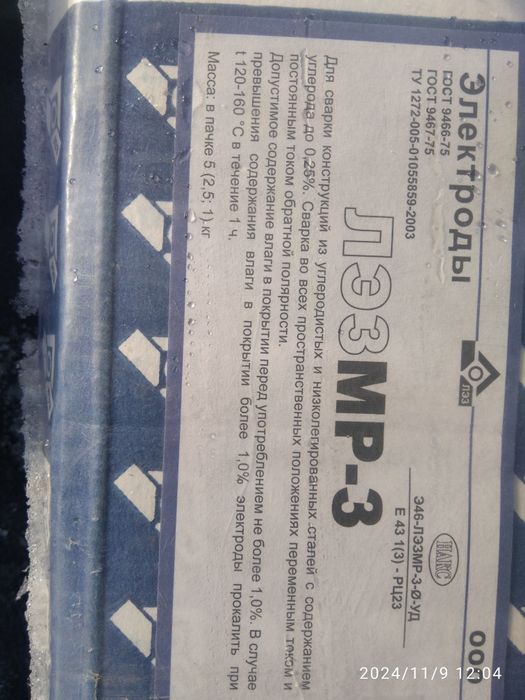 Электроды
ГОСТ 9466-75
ГОСТ 9467-75
ТУ 1272-005-01055859-2003
ЛЭЗ
ООО
ЛЭЗМР-3
Э46-ЛЭЗМР-3-Ø-УД
Е 43 1(3) - РЦ23
НАКС
Для сварки конструкций из углеродистых и низколегированных сталей с содержанием
углерода до 0,25%. Сварка во всех пространственных положениях переменным током и
постоянным током обратной полярности.
Допустимое содержание влаги в покрытии перед употреблением не более 1,0%. В случае
превышения содержания влаги в покрытии более 1,0% электроды прокалить при
t 120-160 °С в течение 1 ч.
Масса: в пачке 5 (2,5; 1) кг
2024/11/9 12:04